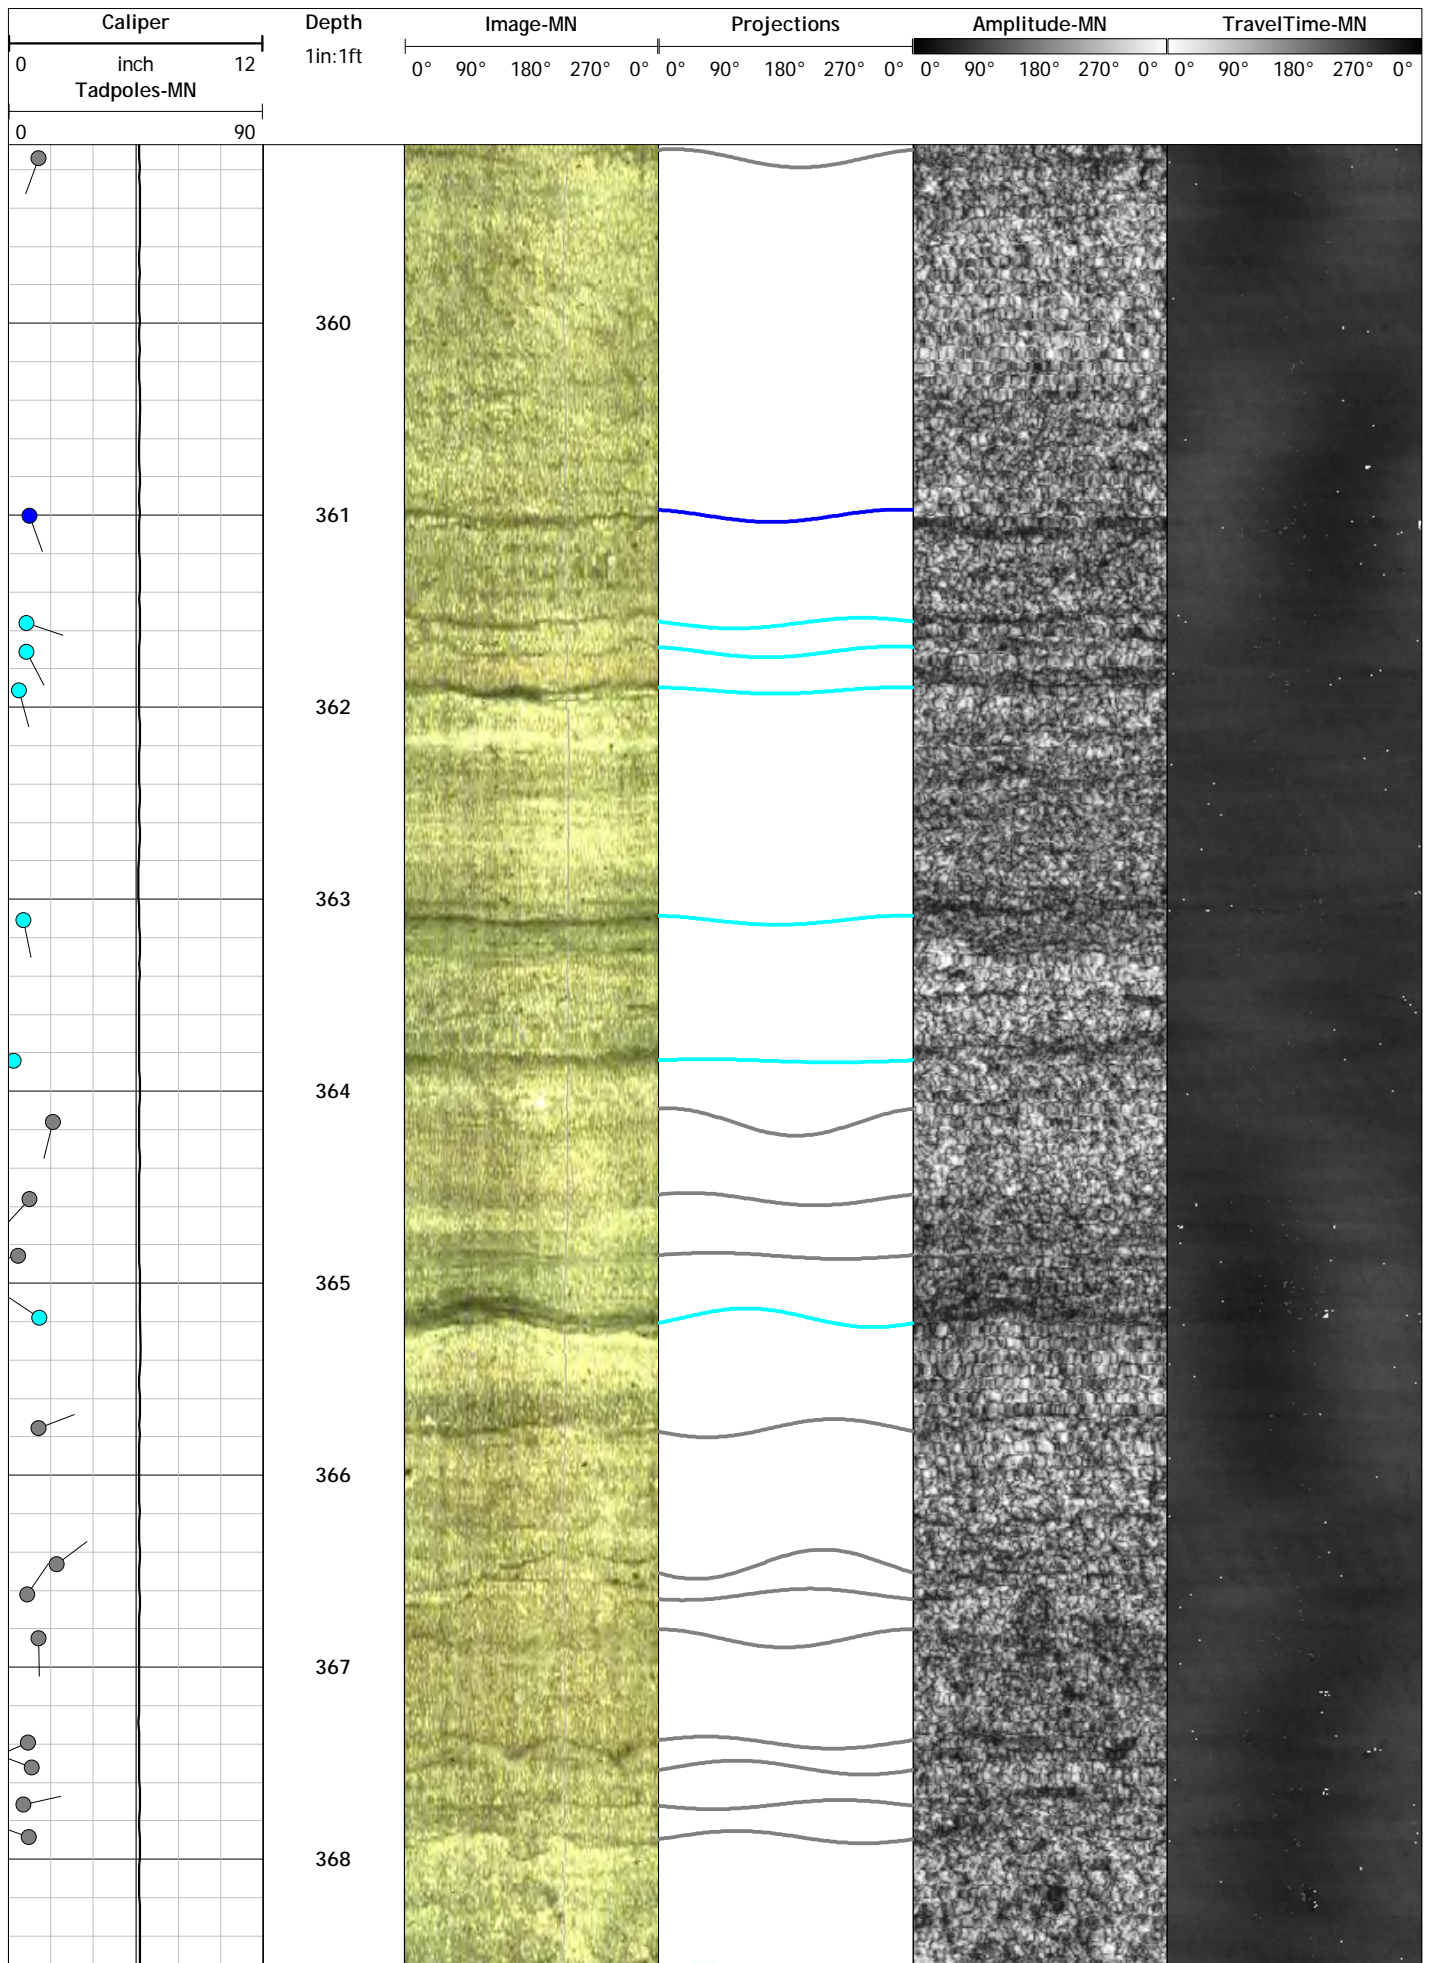 Caliper
0 inch 12
Tadpoles-MN
0 90
Depth
1in:1ft
Image-MN
0° 90° 180° 270° 0°
Projections
0° 90° 180° 270° 0°
Amplitude-MN
0° 90° 180° 270° 0°
TravelTime-MN
0° 90° 180° 270° 0°
360
361
362
363
364
365
366
367
368